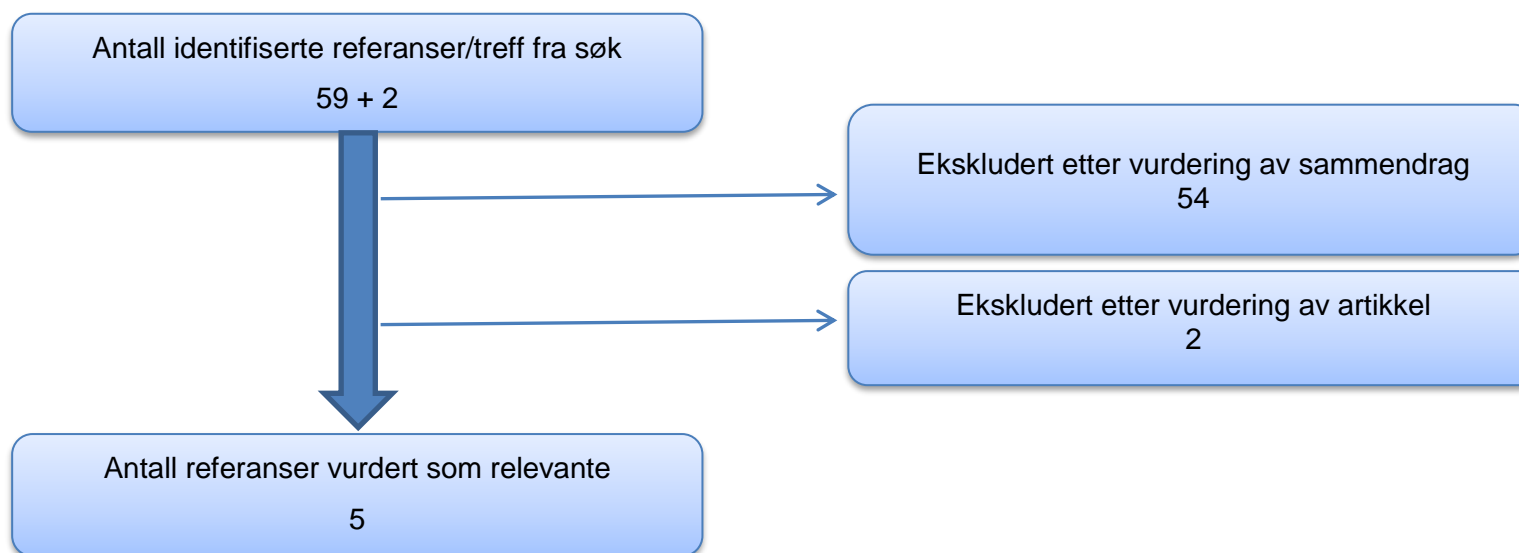 Antall identifiserte referanser/treff fra søk
59 + 2
Ekskludert etter vurdering av sammendrag
54
Ekskludert etter vurdering av artikkel
2
Antall referanser vurdert som relevante
5